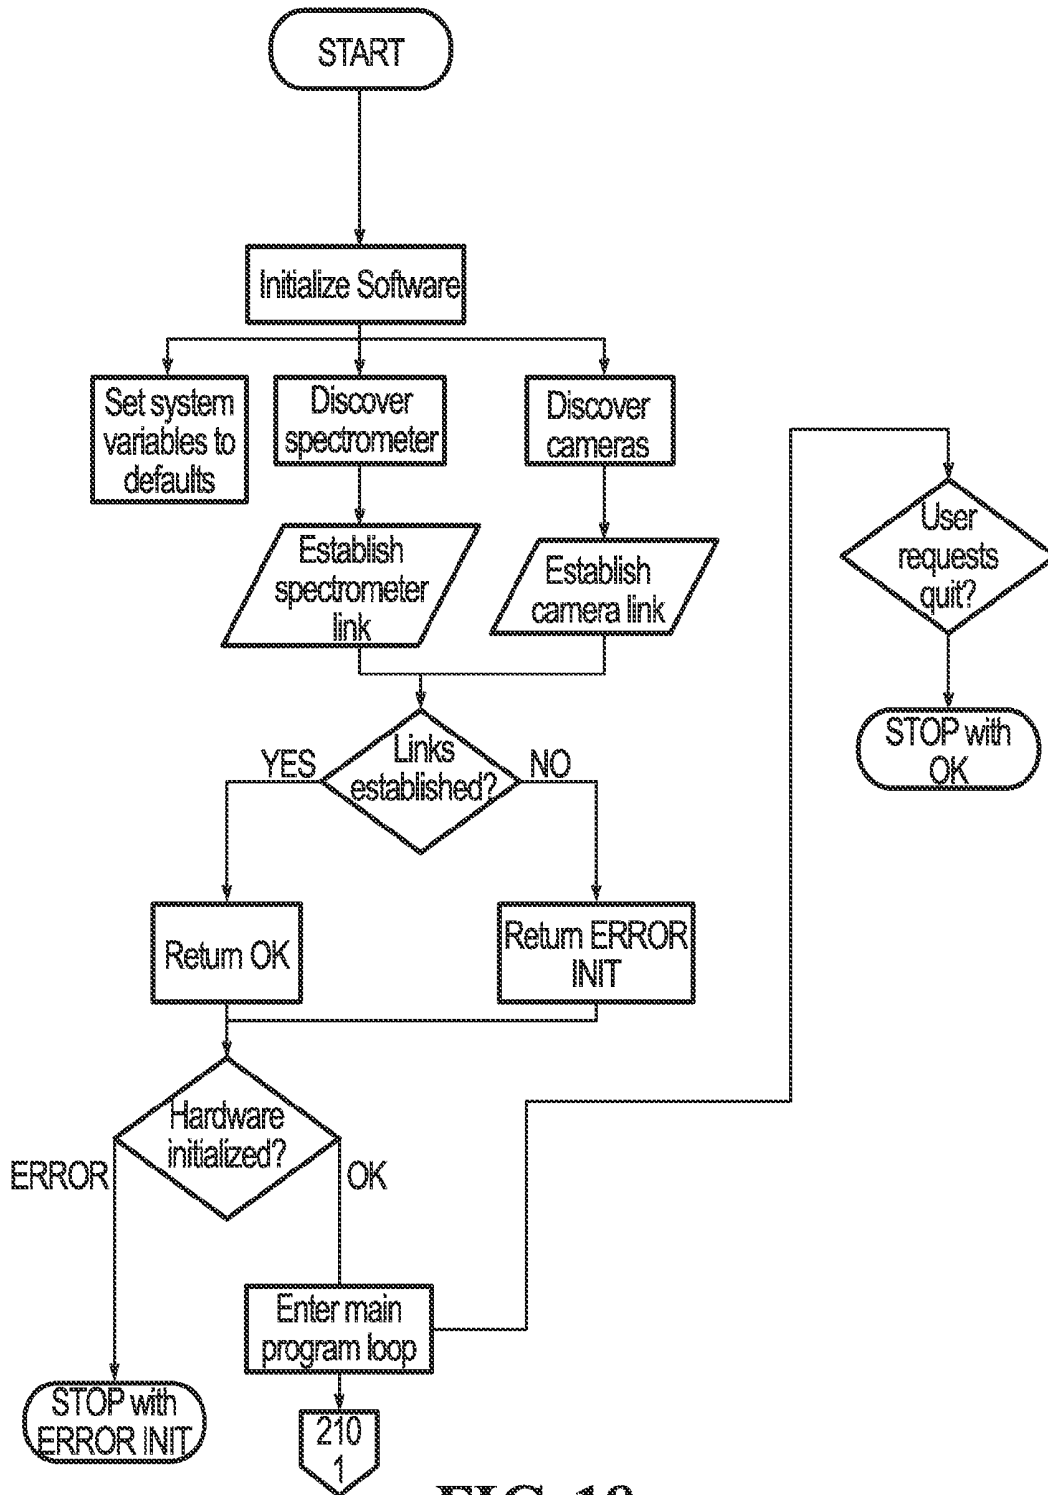 START
Initialize Software
Set system
variables to
defaults
Discover
spectrometer
Discover
cameras
Establish
spectrometer
link
Establish
camera link
User
requests
quit?
STOP with
OK
YES
Links
established?
NO
Return OK
Return ERROR
INIT
Hardware
initialized?
ERROR
OK
Enter main
program loop
STOP with
ERROR INIT
210
1